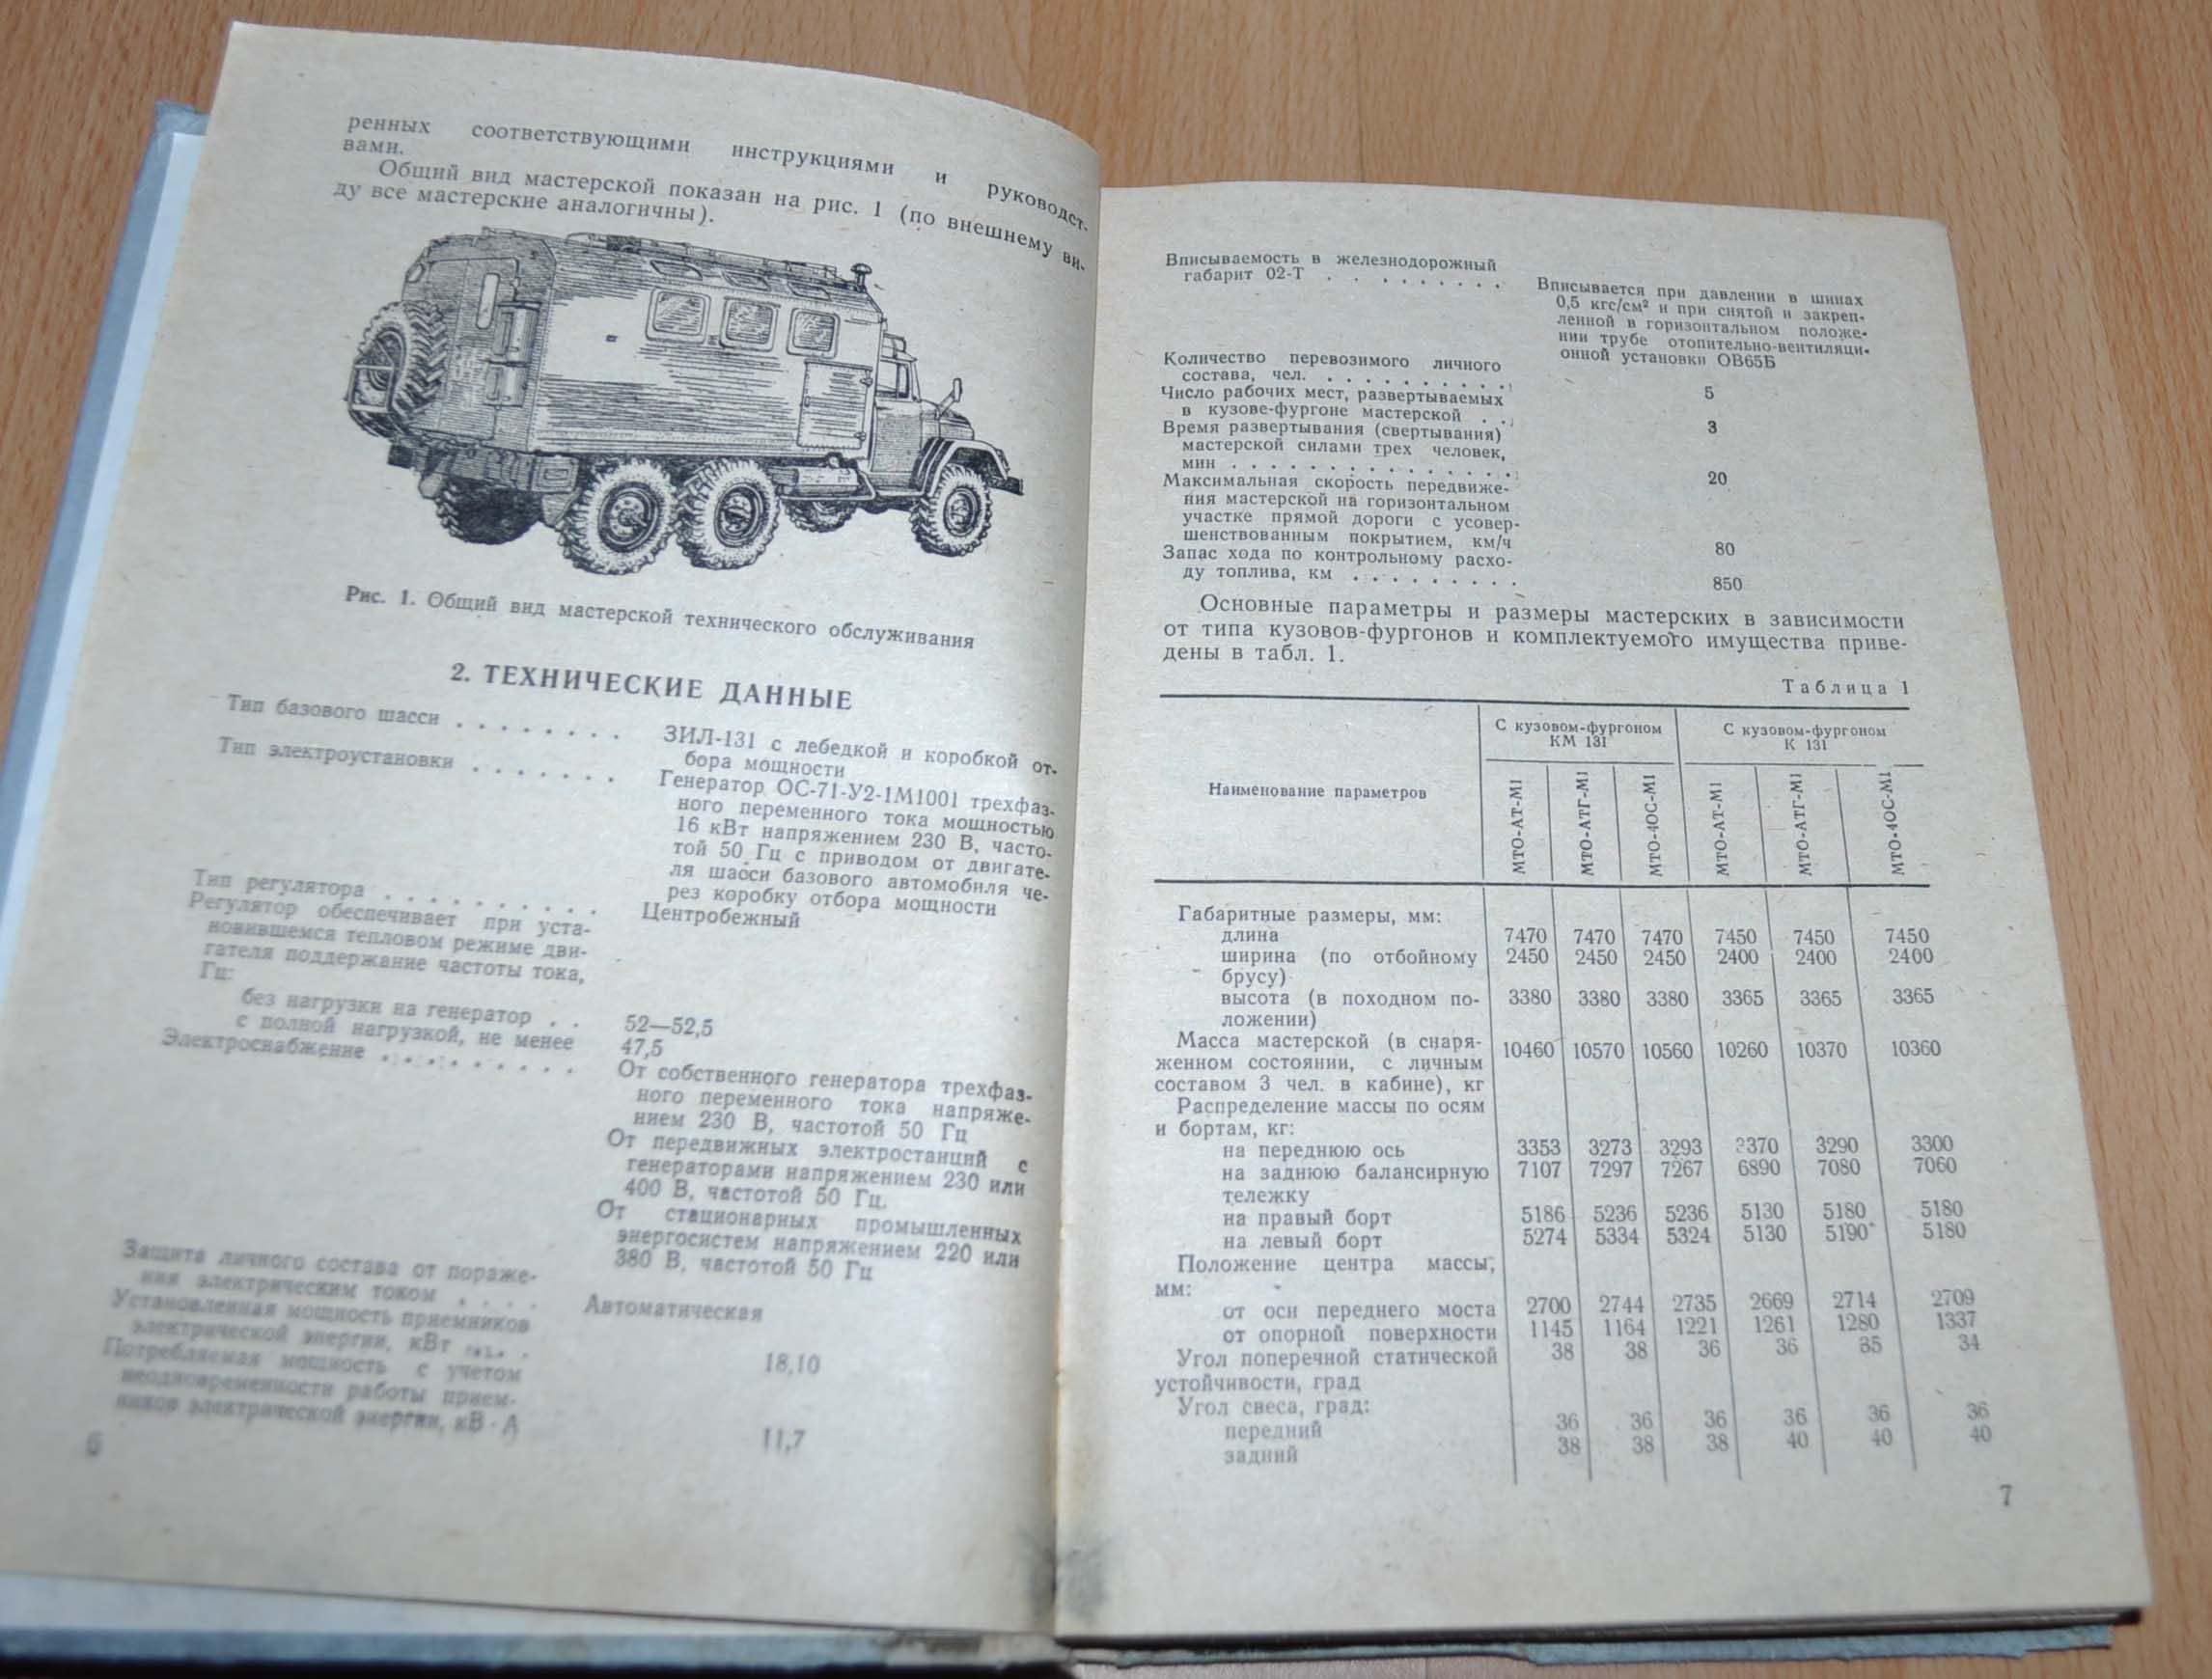 ренных соответствующими инструкциями и руководст-
вами.
Общий вид мастерской показан на рис. 1 (по внешнему ви-
ду все мастерские аналогичны).
Рис. 1. Общий вид мастерской технического обслуживания
2. ТЕХНИЧЕСКИЕ ДАННЫЕ
Тип базового шасси . . . . . . . . ЗИЛ-131 с лебедкой и коробкой от-
бора мощности
Тип электроустановки . . . . . . . Генератор ОС-71-У2-1М1001 трехфаз-
ного переменного тока мощностью
16 кВт напряжением 230 В, часто-
той 50 Гц с приводом от двигате-
ля шасси базового автомобиля че-
рез коробку отбора мощности
Тип регулятора . . . . . . . . . . Центробежный
Регулятор обеспечивает при уста-
новившемся тепловом режиме дви-
гателя поддержание частоты тока,
Гц:
без нагрузки на генератор . . 52—52,5
с полной нагрузкой, не менее 47,5
Электроснабжение . . . . . . . . . От собственного генератора трехфаз-
ного переменного тока напряже-
нием 230 В, частотой 50 Гц
От передвижных электростанций с
генераторами напряжением 230 или
400 В, частотой 50 Гц.
От стационарных промышленных
энергосистем напряжением 220 или
380 В, частотой 50 Гц
Защита личного состава от пораже-
ния электрическим током . . . . Автоматическая
Установленная мощность приемников
электрической энергии, кВт . . . 18,10
Потребляемая мощность с учетом
неодновременности работы прием-
ников электрической энергии, кВ·А 11,7
6
Вписываемость в железнодорожный
габарит 02-Т . . . . . . . . . Вписывается при давлении в шинах
0,5 кгс/см² и при снятой и закреп-
ленной в горизонтальном положе-
нии трубе отопительно-вентиляци-
онной установки ОВ65Б
Количество перевозимого личного
состава, чел. . . . . . . . . . . 5
Число рабочих мест, развертываемых
в кузове-фургоне мастерской . . 3
Время развертывания (свертывания)
мастерской силами трех человек,
мин . . . . . . . . . . . . . . . 20
Максимальная скорость передвиже-
ния мастерской на горизонтальном
участке прямой дороги с усовер-
шенствованным покрытием, км/ч 80
Запас хода по контрольному расхо-
ду топлива, км . . . . . . . . . . 850
Основные параметры и размеры мастерских в зависимости
от типа кузовов-фургонов и комплектуемого имущества приве-
дены в табл. 1.
Таблица 1
Наименование параметров
С кузовом-фургоном
КМ 131
С кузовом-фургоном
К 131
МТО-АТ-М1 МТО-АТГ-М1 МТО-4ОС-М1 МТО-АТ-М1 МТО-АТГ-М1 МТО-4ОС-М1
Габаритные размеры, мм:
длина 7470 7470 7470 7450 7450 7450
ширина (по отбойному 2450 2450 2450 2400 2400 2400
брусу)
высота (в походном по- 3380 3380 3380 3365 3365 3365
ложении)
Масса мастерской (в снаря- 10460 10570 10560 10260 10370 10360
женном состоянии, с личным
составом 3 чел. в кабине), кг
Распределение массы по осям
и бортам, кг:
на переднюю ось 3353 3273 3293 3370 3290 3300
на заднюю балансирную 7107 7297 7267 6890 7080 7060
тележку
на правый борт 5186 5236 5236 5130 5180 5180
на левый борт 5274 5334 5324 5130 5190 5180
Положение центра массы,
мм:
от оси переднего моста 2700 2744 2735 2669 2714 2709
от опорной поверхности 1145 1164 1221 1261 1280 1337
Угол поперечной статической 38 38 36 36 35 34
устойчивости, град
Угол свеса, град:
передний 36 36 36 36 36 36
задний 38 38 38 40 40 40
7